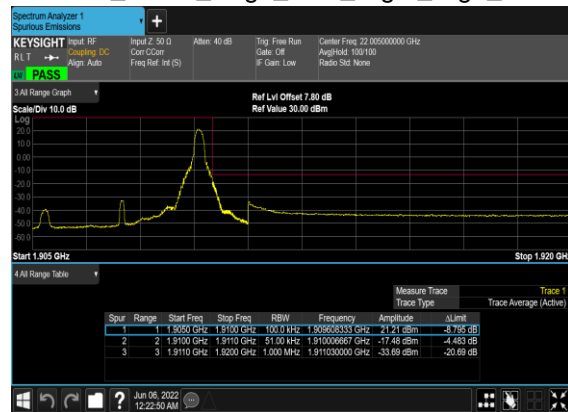 Spectrum Analyzer 1
Spurious Emissions
KEYSIGHT Input: RF Input Z: 50 Ω Atten: 40 dB Trig: Free Run Center Freq: 22.005000000 GHz
RLT Coupling: DC Corr CCorr Gate: Off Avg|Hold: 100/100
Align: Auto Freq Ref: Int (S) IF Gain: Low Radio Std: None
PASS
3 All Range Graph
Ref Lvl Offset 7.80 dB
Scale/Div 10.0 dB Ref Value 30.00 dBm
Log
20.0
10.0
0.00
-10.0
-20.0
-30.0
-40.0
-50.0
-60.0
Start 1.905 GHz Stop 1.920 GH
4 All Range Table
Measure Trace Trace 1
Trace Type Trace Average (Active)
Spur Range Start Freq Stop Freq RBW Frequency Amplitude ΔLimit
1 1 1.9050 GHz 1.9100 GHz 100.0 kHz 1.909608333 GHz 21.21 dBm -8.795 dB
2 2 1.9100 GHz 1.9110 GHz 51.00 kHz 1.910006667 GHz -17.48 dBm -4.483 dB
3 3 1.9110 GHz 1.9200 GHz 1.000 MHz 1.911030000 GHz -33.69 dBm -20.69 dB
? Jun 06, 2022
12:22:50 AM